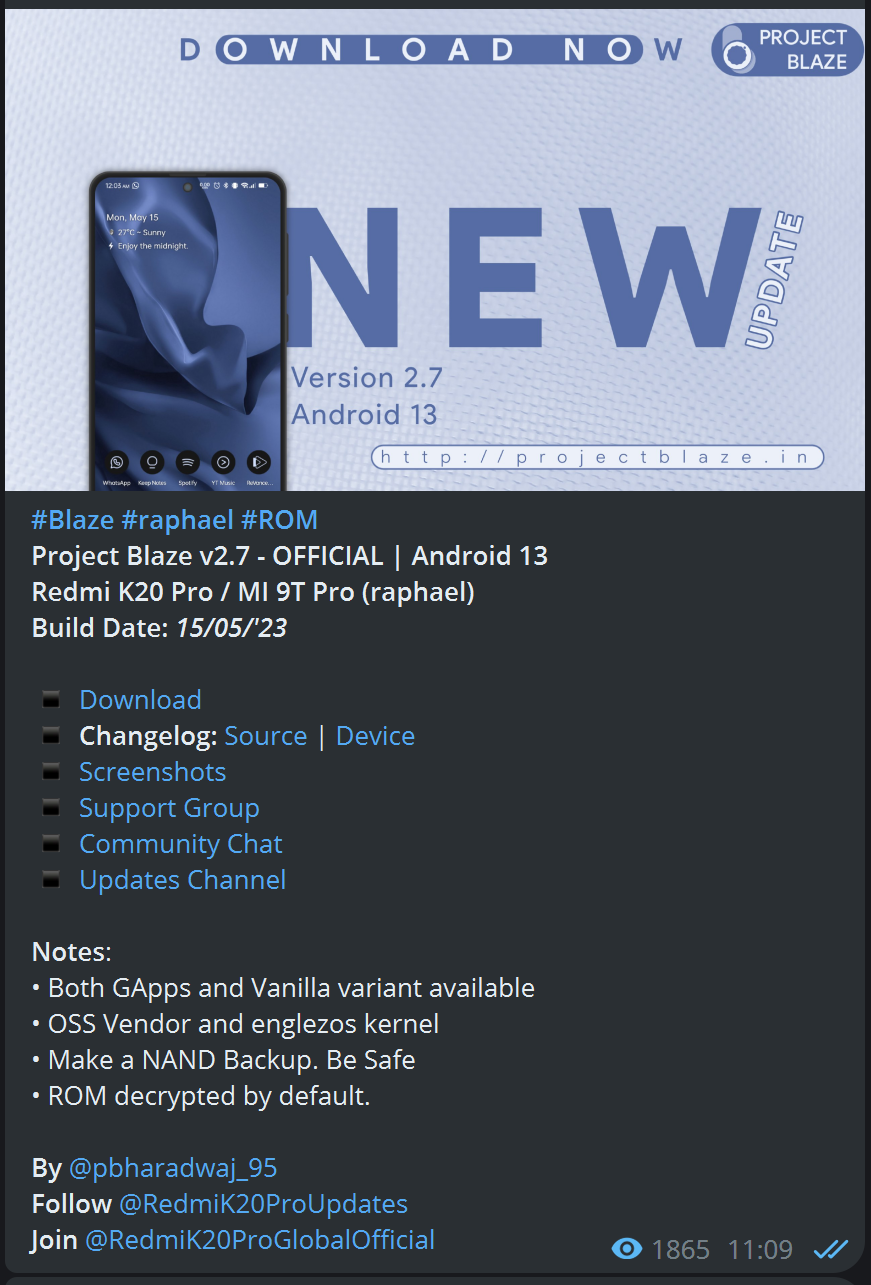 DOWNLOAD NOW
PROJECT
BLAZE
12:03 AM
Mon, May 15
27°C - Sunny
Enjoy the midnight.
NEW
UPDATE
Version 2.7
Android 13
http://projectblaze.in
WhatsApp Keep Notes Spotify YT Music ReVance...
#Blaze #raphael #ROM
Project Blaze v2.7 - OFFICIAL | Android 13
Redmi K20 Pro / MI 9T Pro (raphael)
Build Date: 15/05/'23
Download
Changelog: Source | Device
Screenshots
Support Group
Community Chat
Updates Channel
Notes:
• Both GApps and Vanilla variant available
• OSS Vendor and englezos kernel
• Make a NAND Backup. Be Safe
• ROM decrypted by default.
By @pbharadwaj_95
Follow @RedmiK20ProUpdates
Join @RedmiK20ProGlobalOfficial
1865 11:09